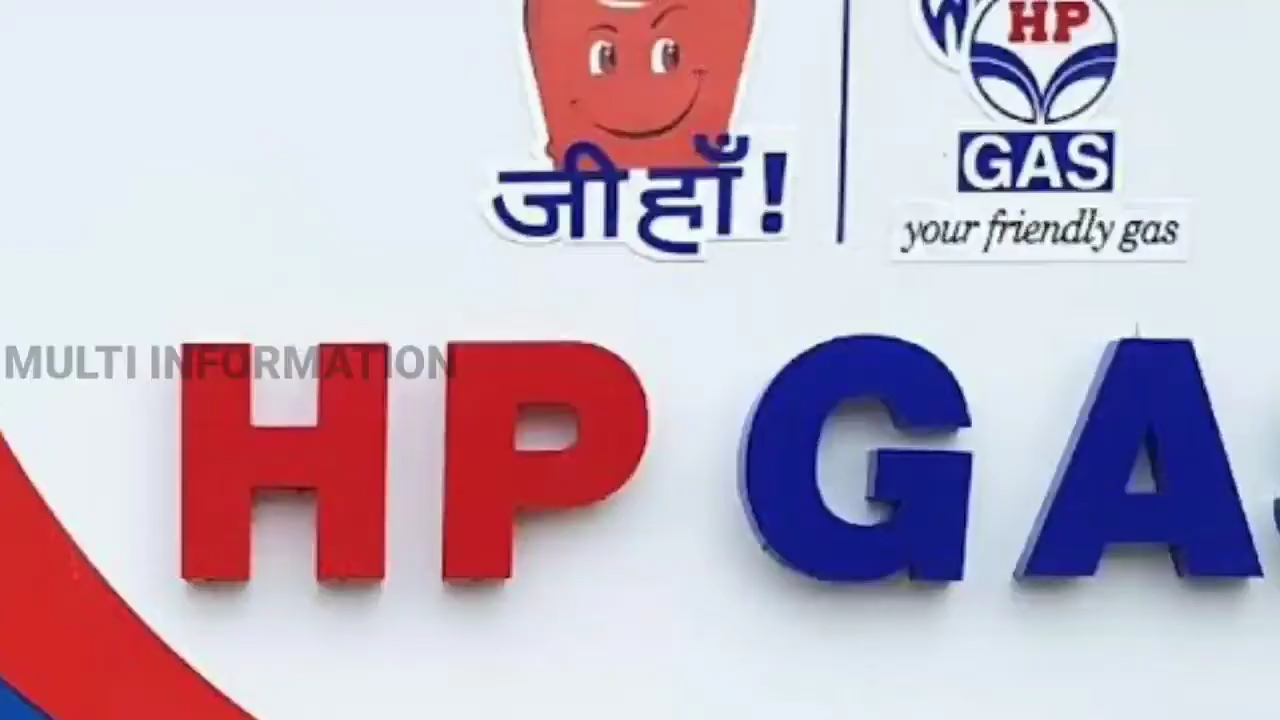 HP
जी हाँ!
GAS
your friendly gas
MULTI INFORMATION
HP GA